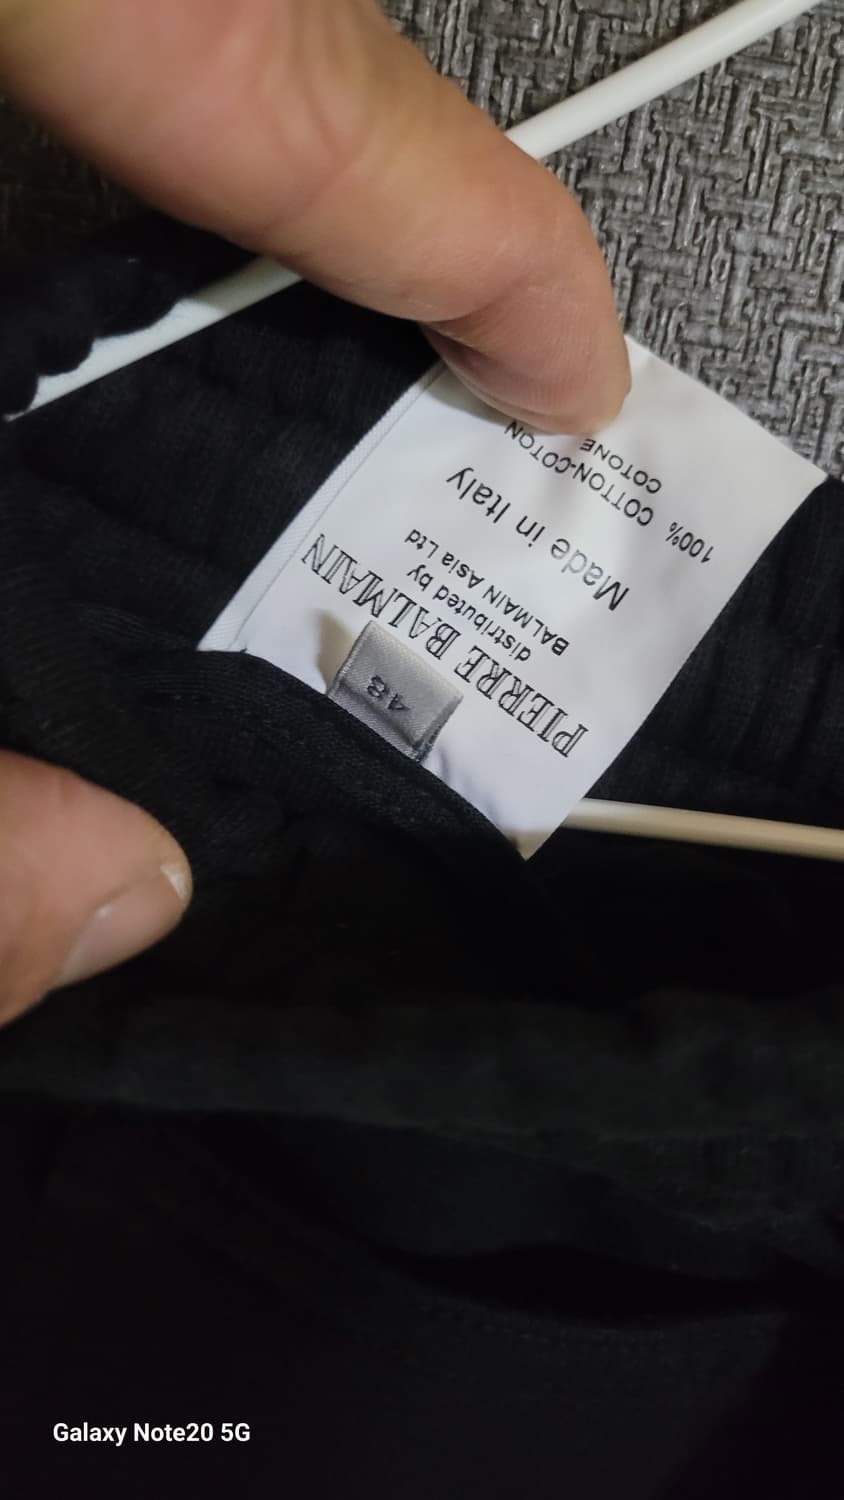 48
PIERRE BALMAIN
distributed by
BALMAIN Asia Ltd
Made in Italy
100% COTTON-COTON
COTONE
Galaxy Note20 5G